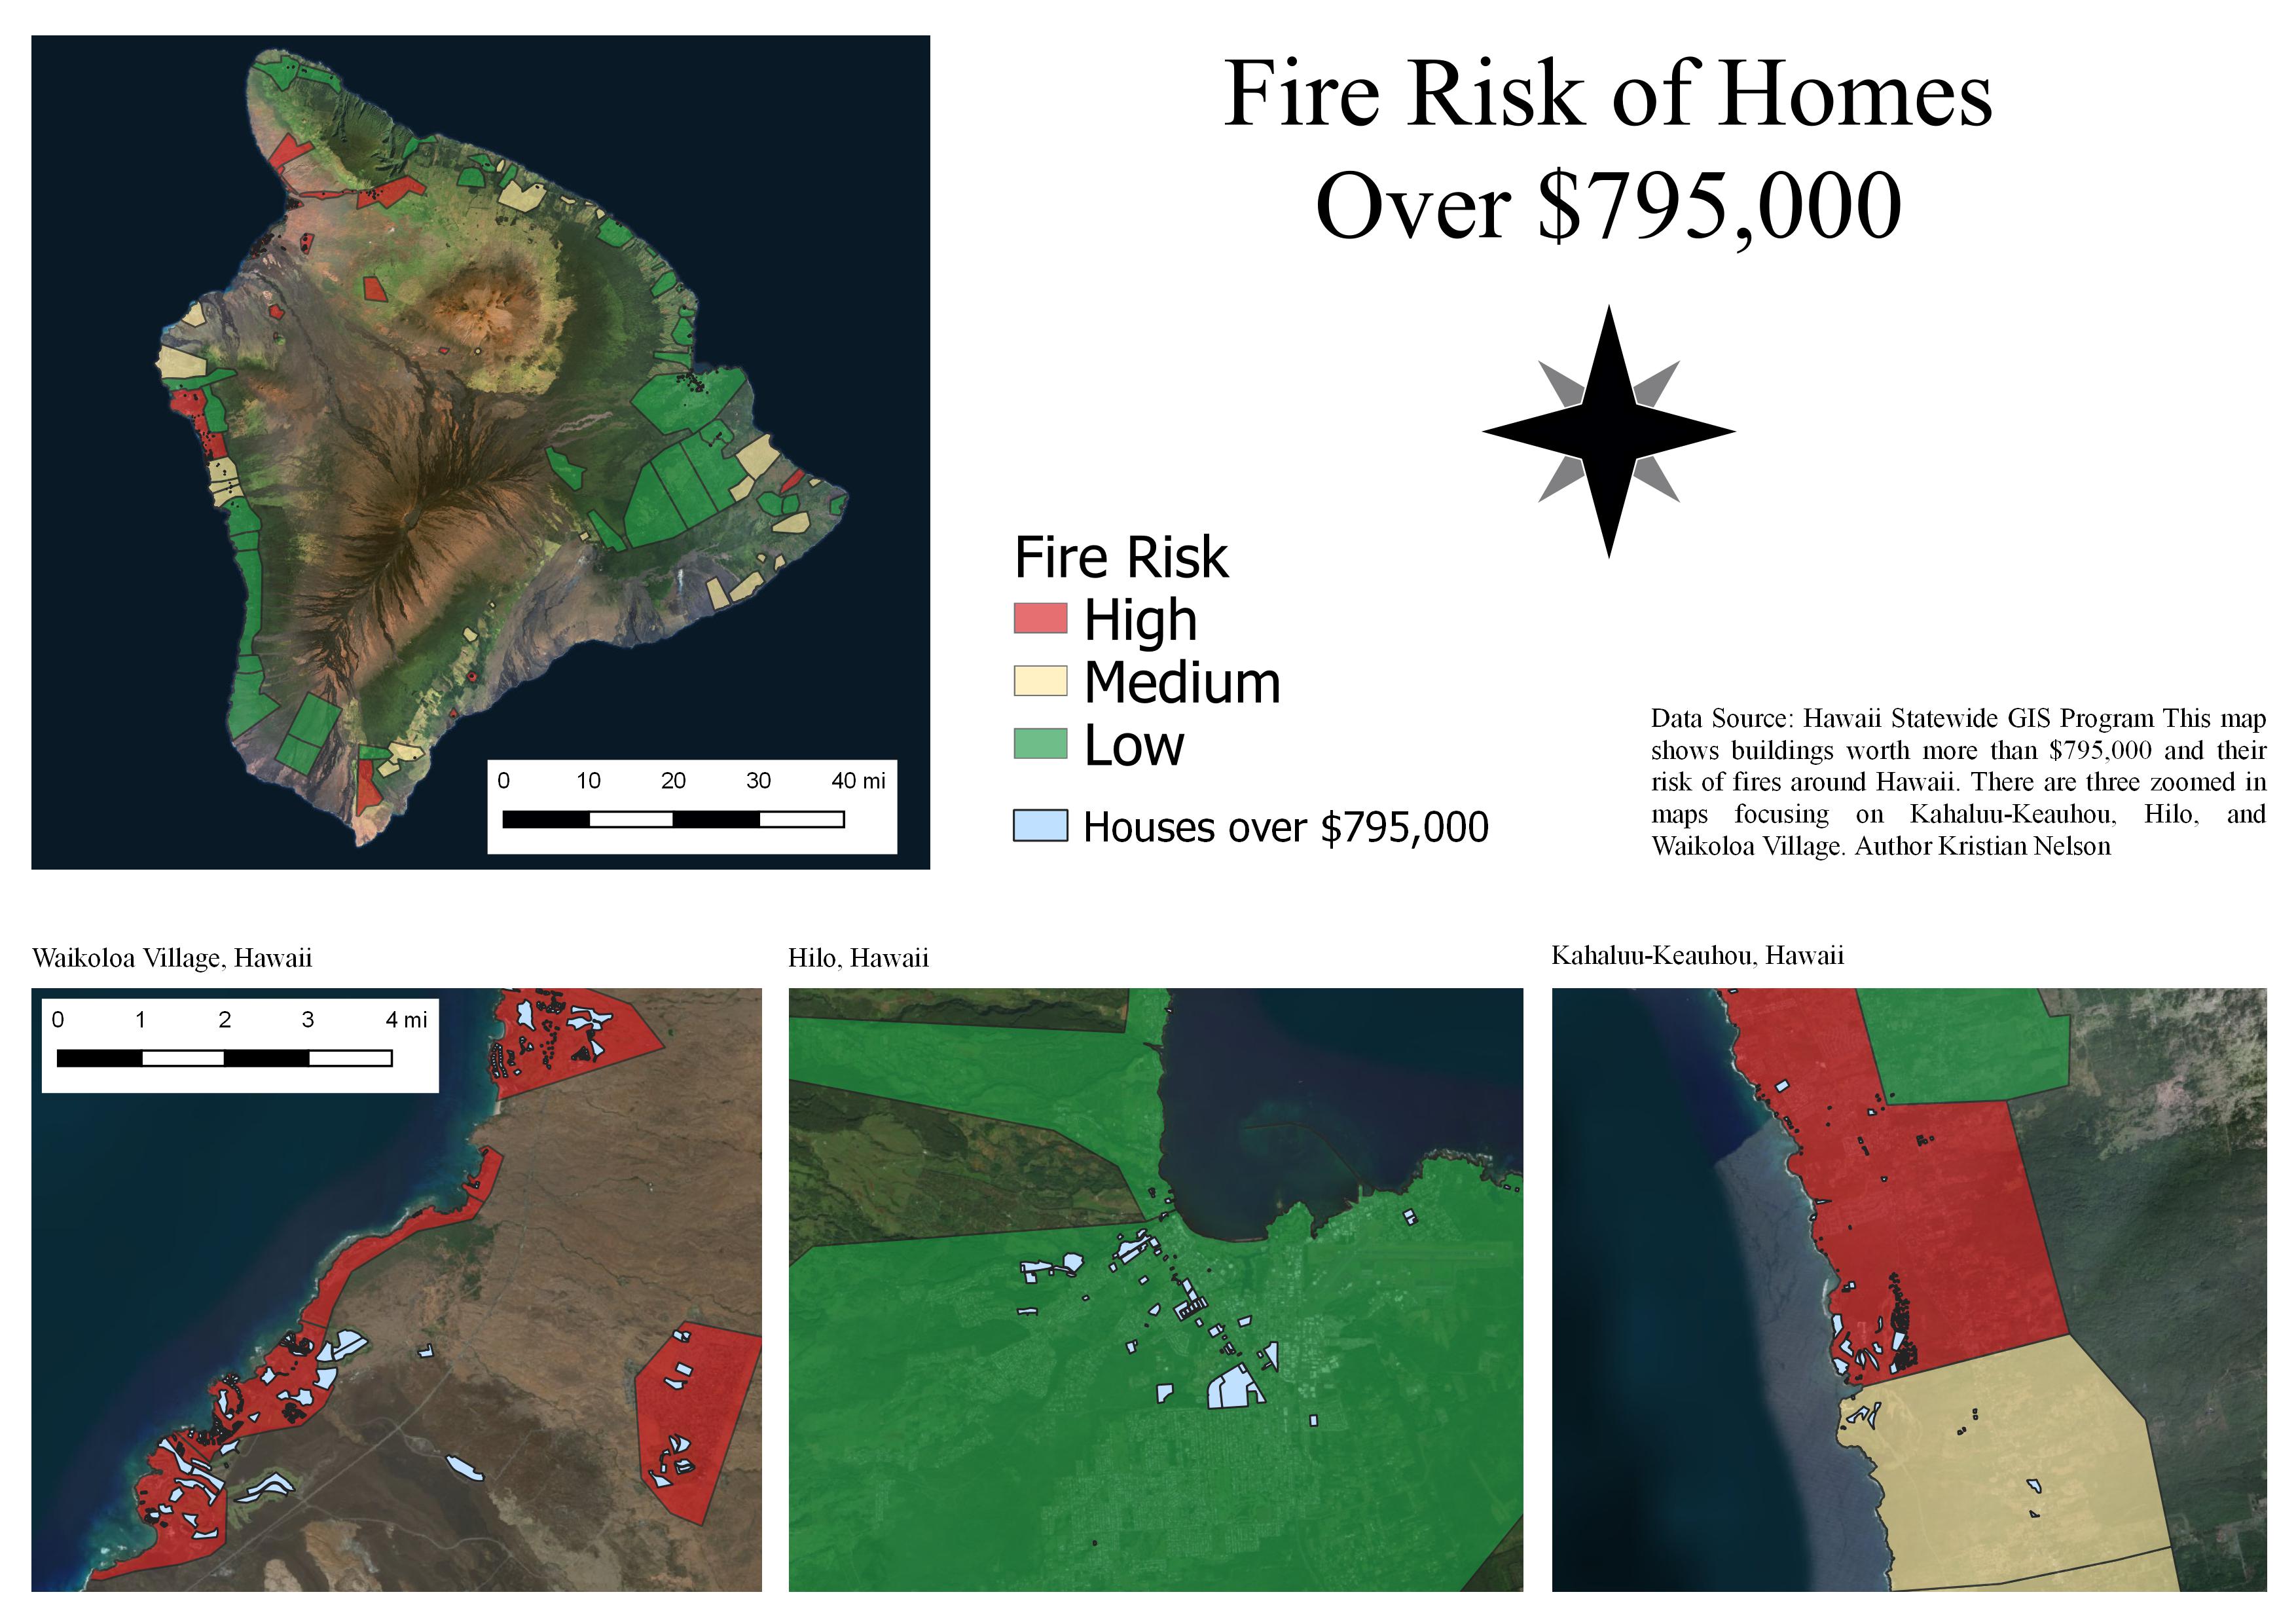 Fire Risk of Homes
Over $795,000
0 10 20 30 40 mi
Fire Risk
High
Medium
Low
Houses over $795,000
Data Source: Hawaii Statewide GIS Program This map
shows buildings worth more than $795,000 and their
risk of fires around Hawaii. There are three zoomed in
maps focusing on Kahaluu-Keauhou, Hilo, and
Waikoloa Village. Author Kristian Nelson
Waikoloa Village, Hawaii
0 1 2 3 4 mi
Hilo, Hawaii
Kahaluu-Keauhou, Hawaii